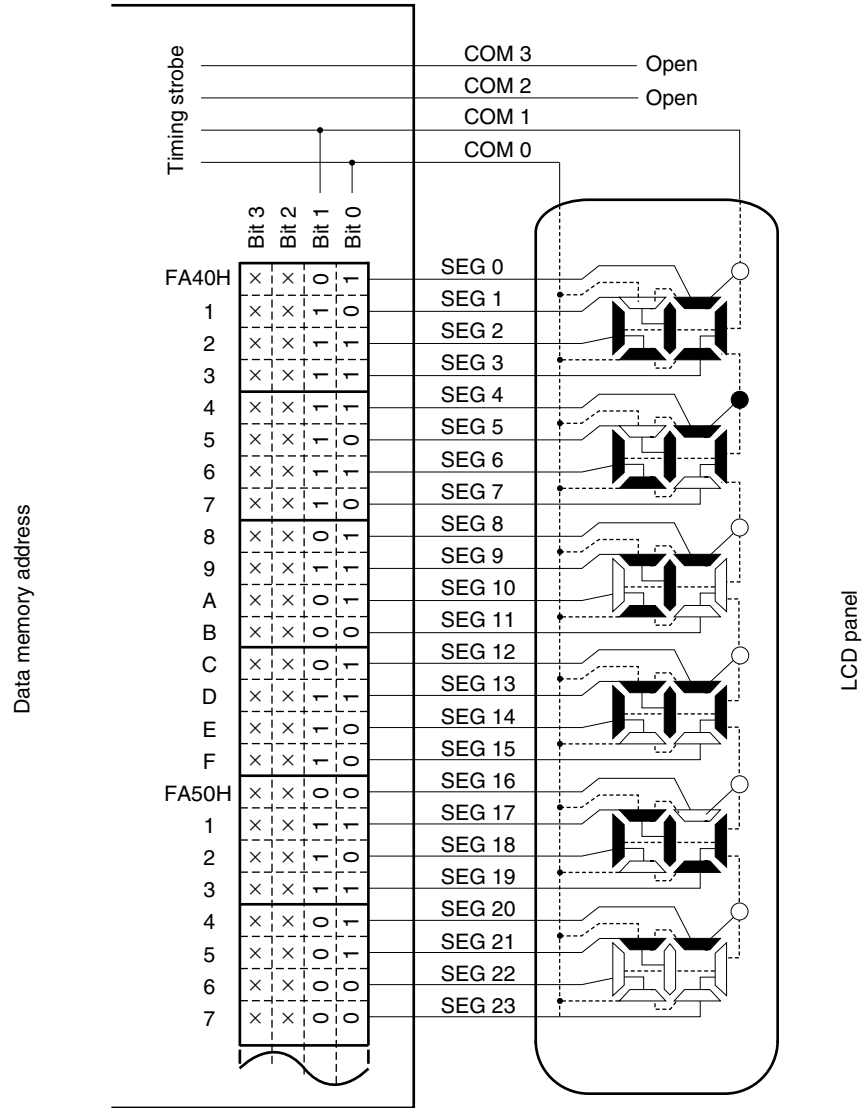 COM 3
Open
COM 2
Open
COM 1
COM 0
Timing strobe
Bit 3
Bit 2
Bit 1
Bit 0
FA40H × × 0 1 SEG 0
1 × × 1 0 SEG 1
2 × × 1 1 SEG 2
3 × × 1 1 SEG 3
4 × × 1 1 SEG 4
5 × × 1 0 SEG 5
6 × × 1 1 SEG 6
7 × × 1 0 SEG 7
8 × × 0 1 SEG 8
9 × × 1 1 SEG 9
A × × 0 1 SEG 10
B × × 0 0 SEG 11
C × × 0 1 SEG 12
D × × 1 1 SEG 13
E × × 1 0 SEG 14
F × × 1 0 SEG 15
FA50H × × 0 0 SEG 16
1 × × 1 1 SEG 17
2 × × 1 0 SEG 18
3 × × 1 1 SEG 19
4 × × 0 1 SEG 20
5 × × 0 1 SEG 21
6 × × 0 0 SEG 22
7 × × 0 0 SEG 23
Data memory address
LCD panel